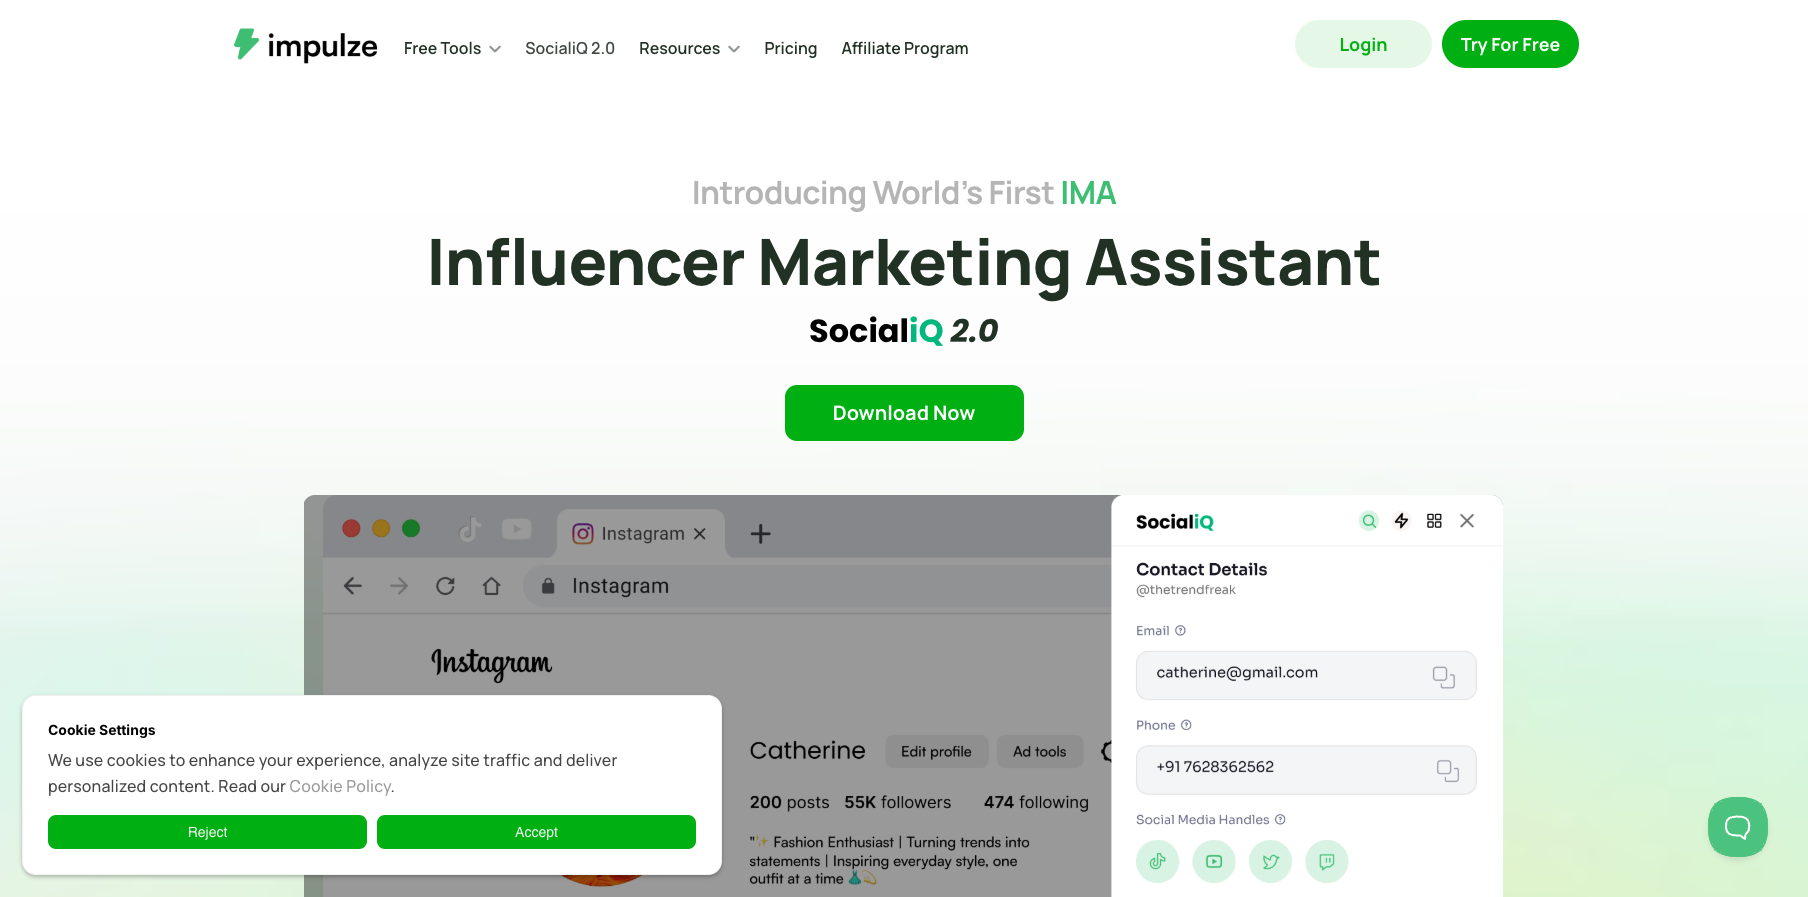 impulze
Free Tools
SocialiQ 2.0
Resources
Pricing
Affiliate Program
Login
Try For Free
Introducing World's First IMA
Influencer Marketing Assistant
SocialiQ 2.0
Download Now
Instagram
Instagram
Instagram
Catherine
Edit profile
Ad tools
200 posts 55K followers 474 following
"✨ Fashion Enthusiast | Turning trends into
statements | Inspiring everyday style, one
outfit at a time 👗💫
SocialiQ
Contact Details
@thetrendfreak
Email
catherine@gmail.com
Phone
+91 7628362562
Social Media Handles
Cookie Settings
We use cookies to enhance your experience, analyze site traffic and deliver
personalized content. Read our Cookie Policy.
Reject
Accept